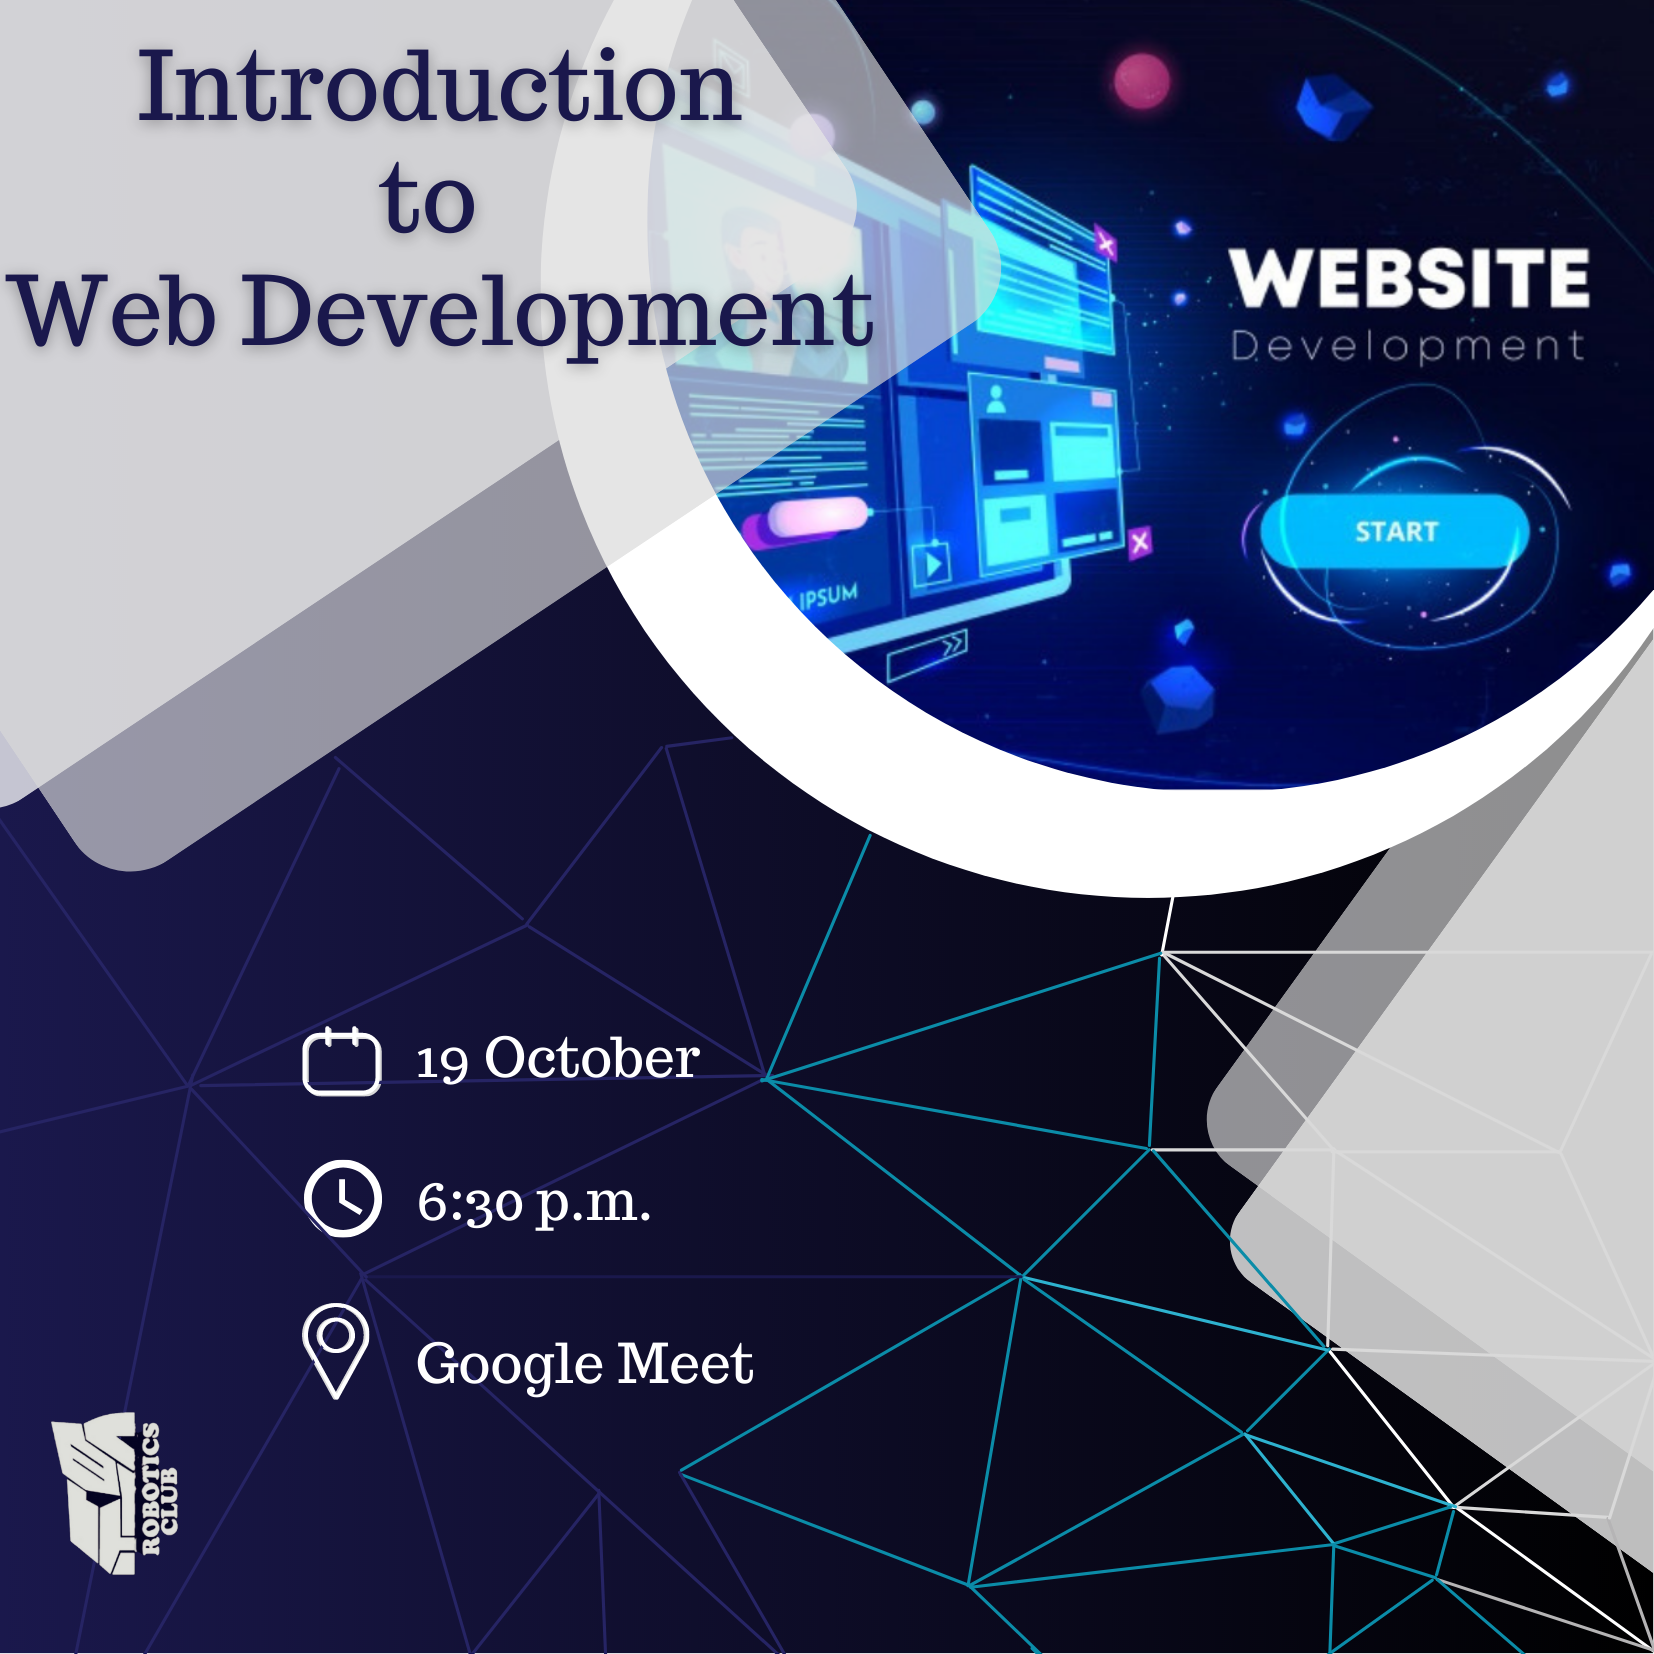 Introduction
to
Web Development
WEBSITE
Development
START
IPSUM
19 October
6:30 p.m.
Google Meet
ROBOTICS
CLUB